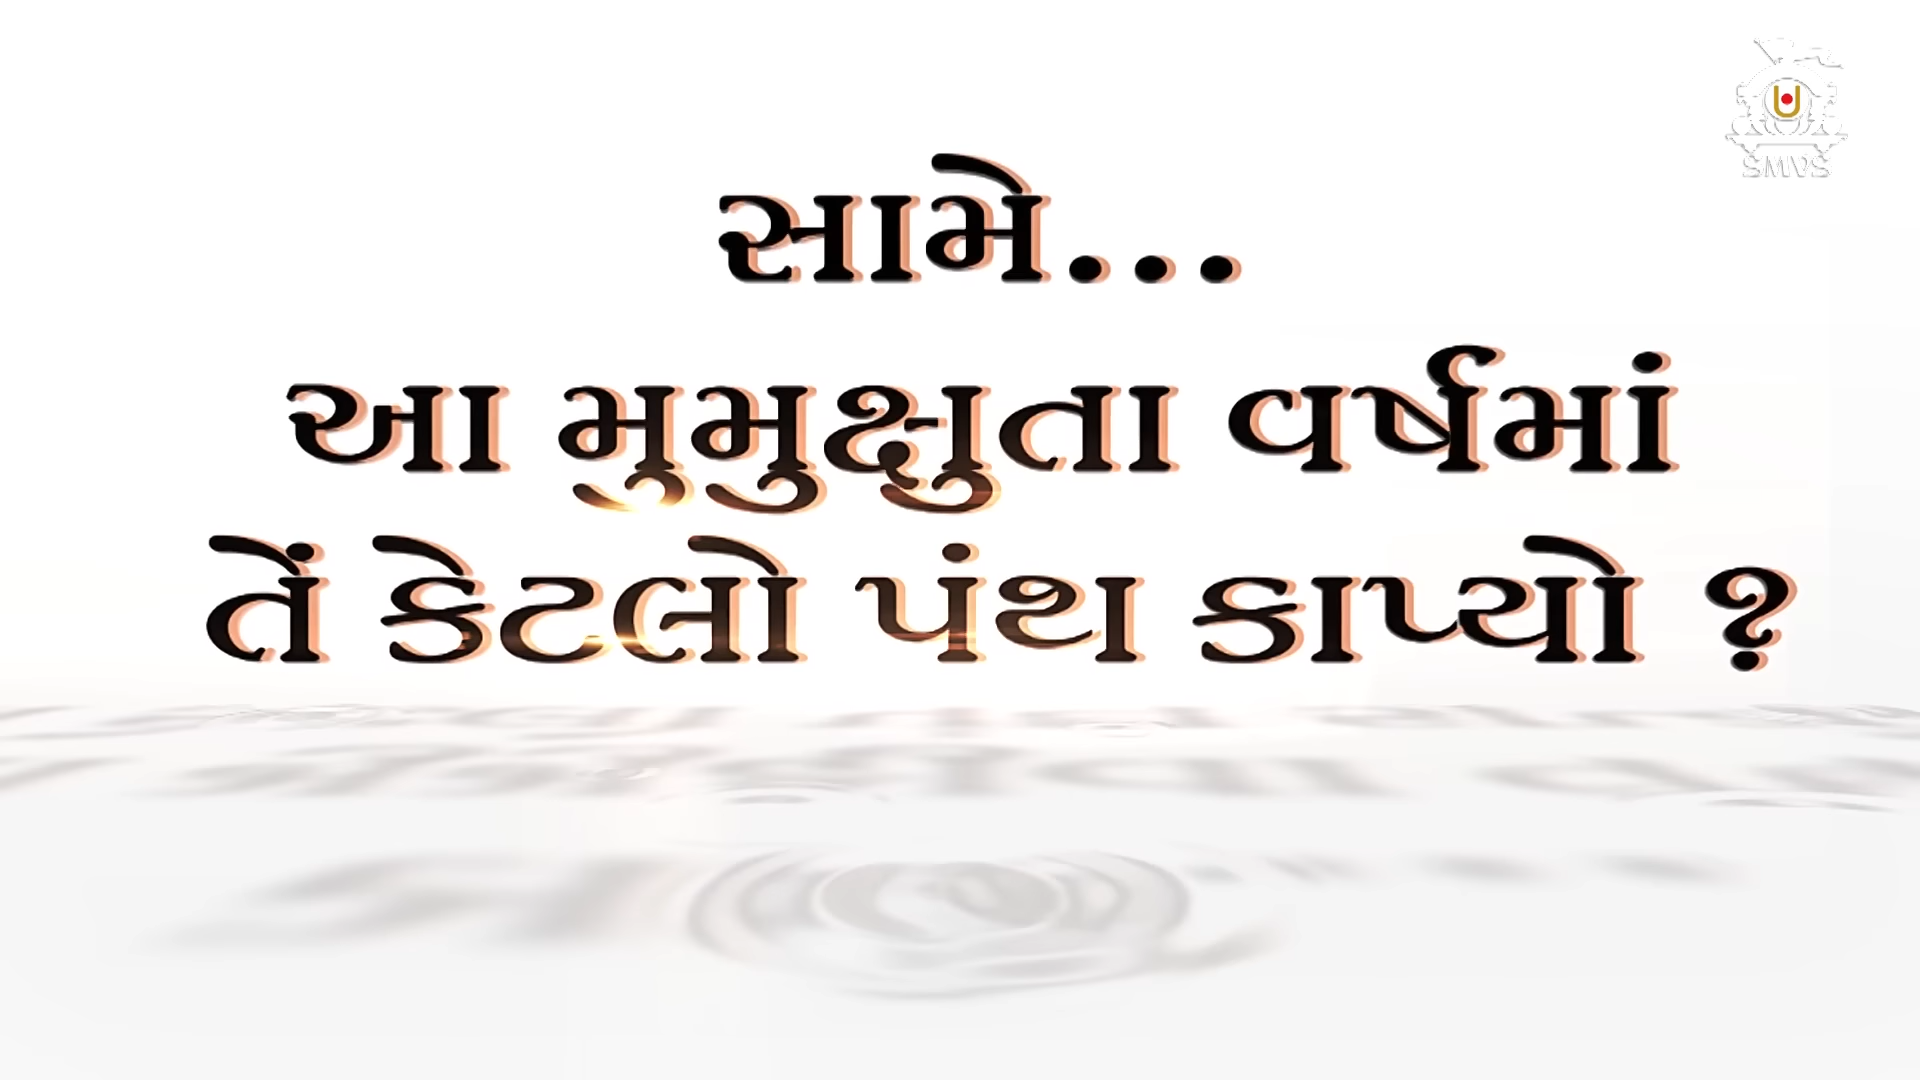 SMVS
સામે...
આ મુમુક્ષુતા વર્ષમાં
તેં કેટલો પંથ કાપ્યો ?